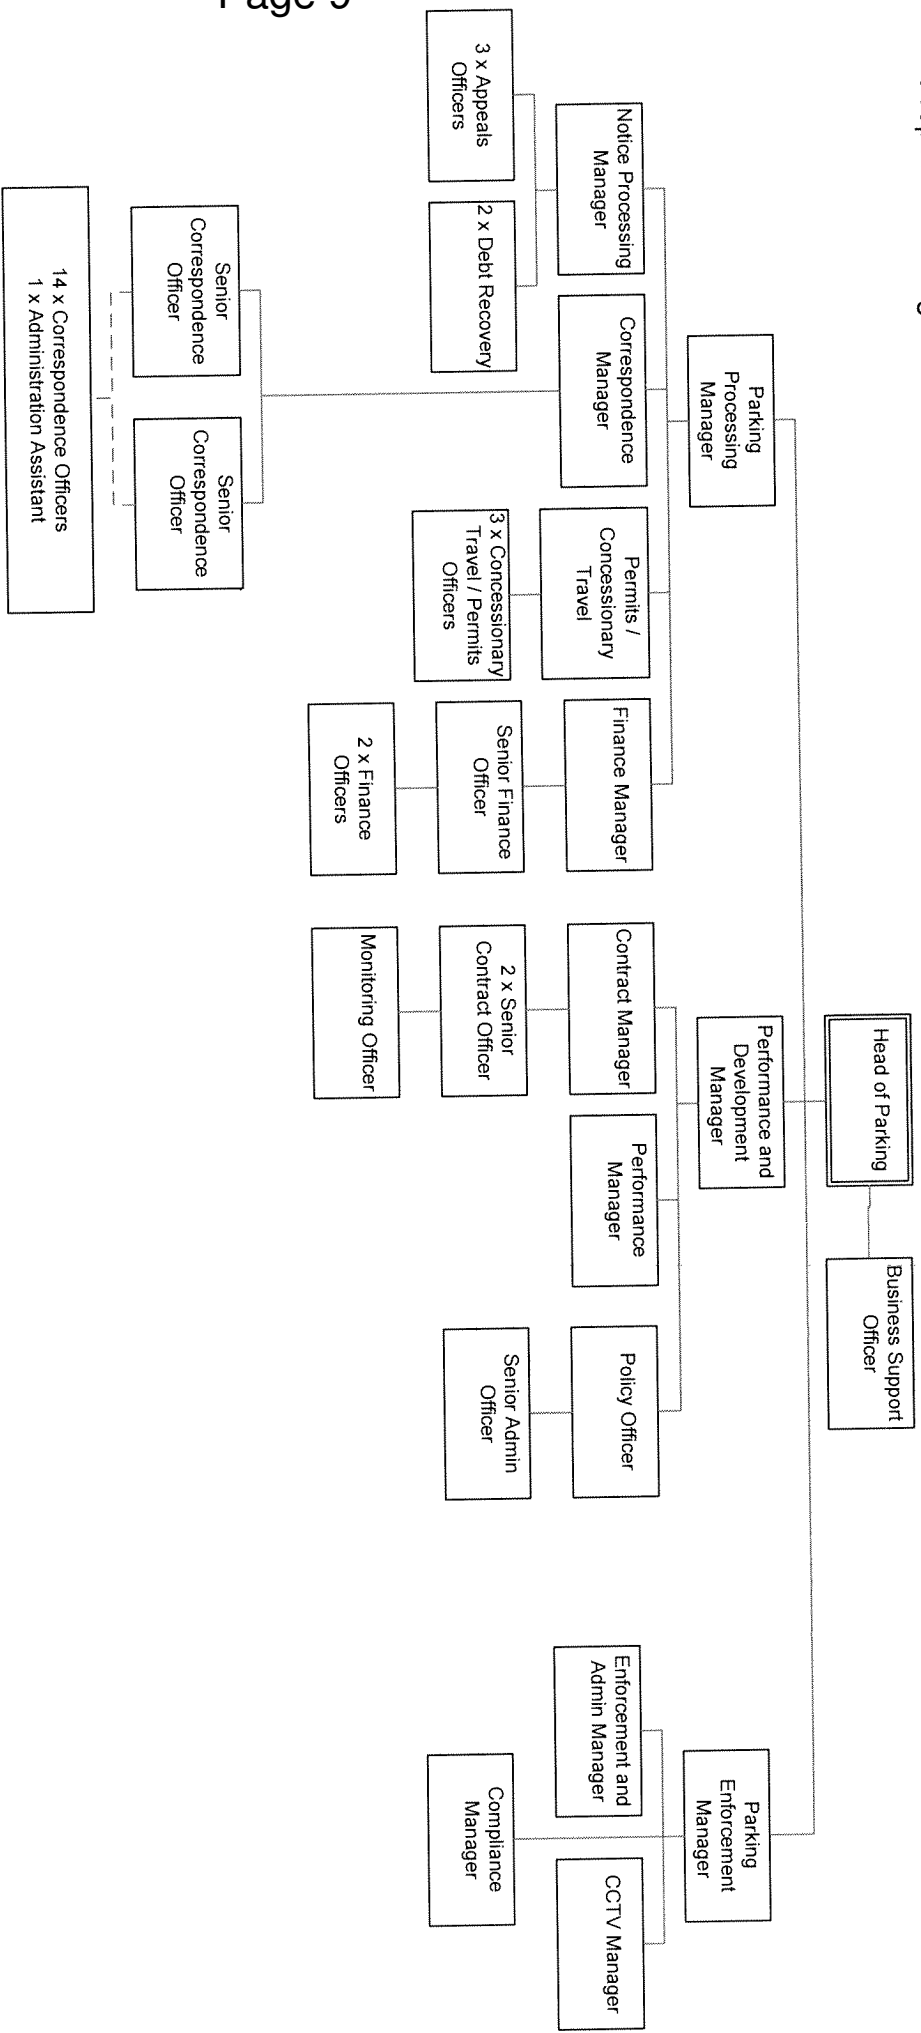 Page 9
Head of Parking
Business Support
Officer
Parking
Processing
Manager
Performance and
Development
Manager
Parking
Enforcement
Manager
Notice Processing
Manager
Correspondence
Manager
Permits /
Concessionary
Travel
Finance Manager
Contract Manager
Performance
Manager
Policy Officer
Enforcement and
Admin Manager
CCTV Manager
3 x Appeals
Officers
2 x Debt Recovery
3 x Concessionary
Travel / Permits
Officers
Senior Finance
Officer
2 x Senior
Contract Officer
Senior Admin
Officer
Compliance
Manager
2 x Finance
Officers
Monitoring Officer
Senior
Correspondence
Officer
Senior
Correspondence
Officer
14 x Correspondence Officers
1 x Administration Assistant